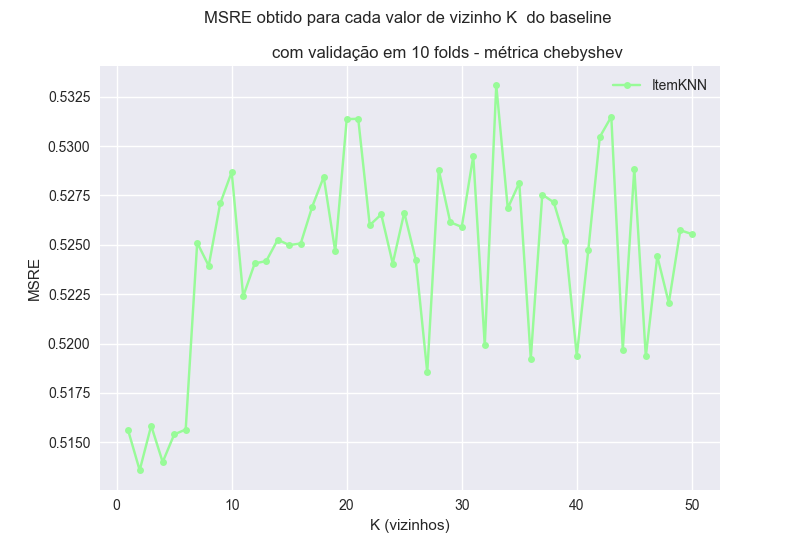 MSRE obtido para cada valor de vizinho K  do baseline
com validação em 10 folds - métrica chebyshev
ItemKNN
0.5325
0.5300
0.5275
0.5250
0.5225
0.5200
0.5175
0.5150
MSRE
0 10 20 30 40 50
K (vizinhos)